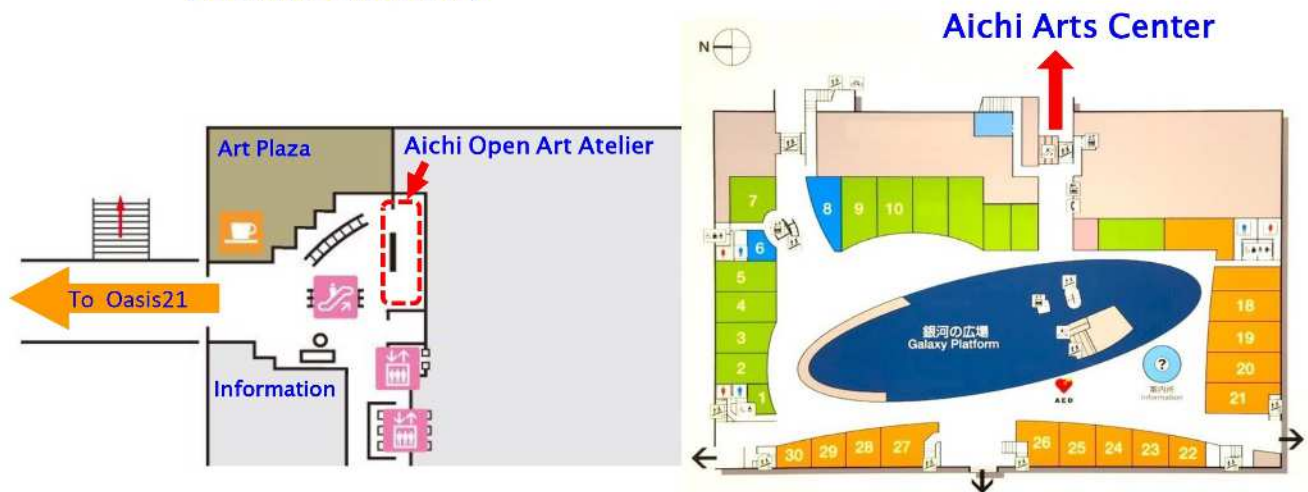 Aichi Arts Center
N
Art Plaza
Aichi Open Art Atelier
To Oasis21
Information
7
8
9
10
6
5
4
3
2
1
銀河の広場
Galaxy Platform
18
19
20
21
?
案内所
Information
AED
30
29
28
27
26
25
24
23
22